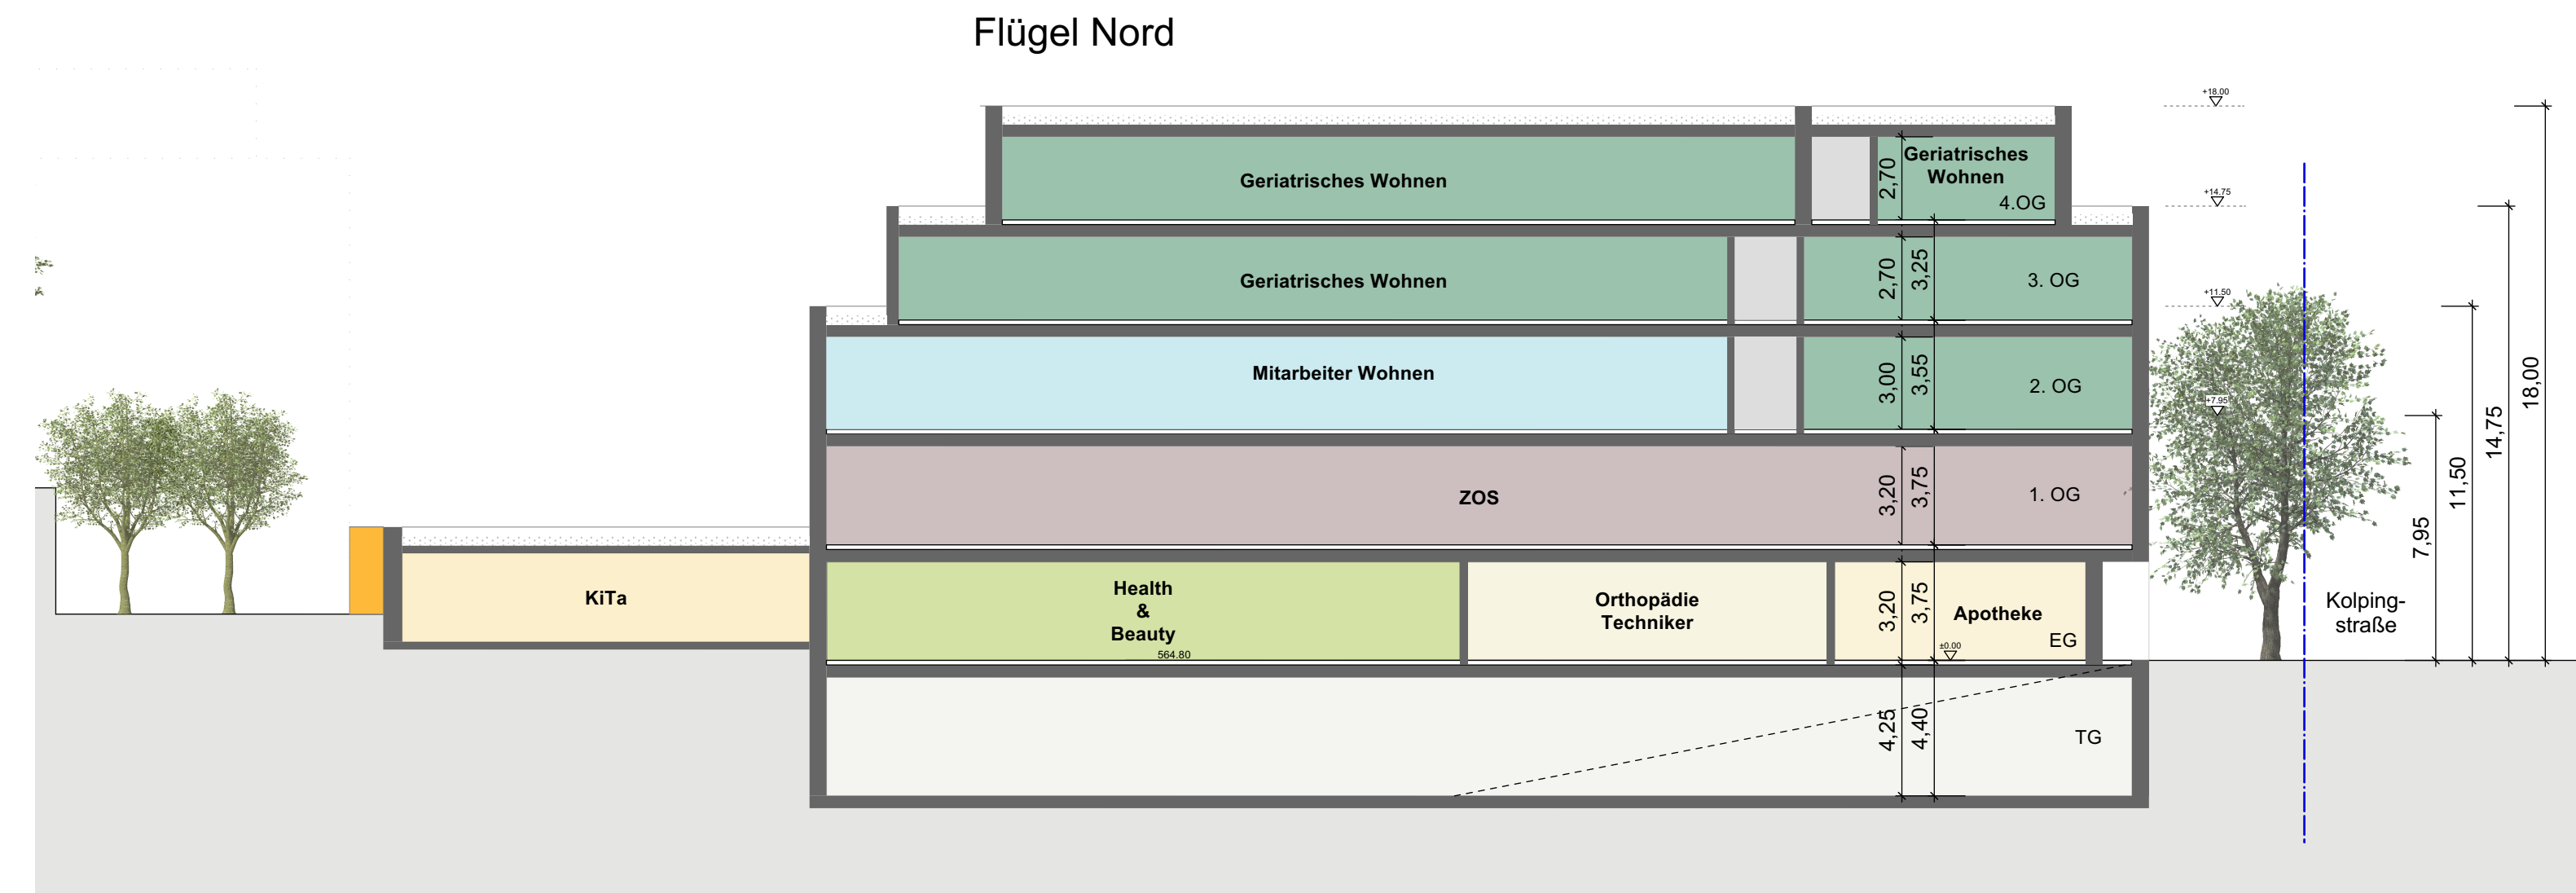 Flügel Nord
+18.00
Geriatrisches Wohnen
2,70
Geriatrisches
Wohnen
4.OG
+14.75
Geriatrisches Wohnen
2,70
3,25
3. OG
+11.50
Mitarbeiter Wohnen
3,00
3,55
2. OG
+7.95
ZOS
3,20
3,75
1. OG
KiTa
Health
&
Beauty
564.80
Orthopädie
Techniker
3,20
3,75
Apotheke
EG
±0.00
Kolping-
straße
7,95
11,50
14,75
18,00
4,25
4,40
TG